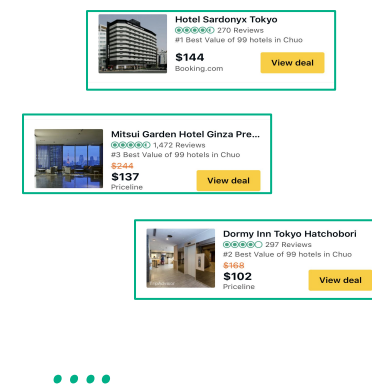 Hotel Sardonyx Tokyo
270 Reviews
#1 Best Value of 99 hotels in Chuo
$144
Booking.com
View deal
Mitsui Garden Hotel Ginza Pre...
1,472 Reviews
#3 Best Value of 99 hotels in Chuo
$244
$137
Priceline
View deal
Dormy Inn Tokyo Hatchobori
297 Reviews
#2 Best Value of 99 hotels in Chuo
$168
$102
Priceline
View deal